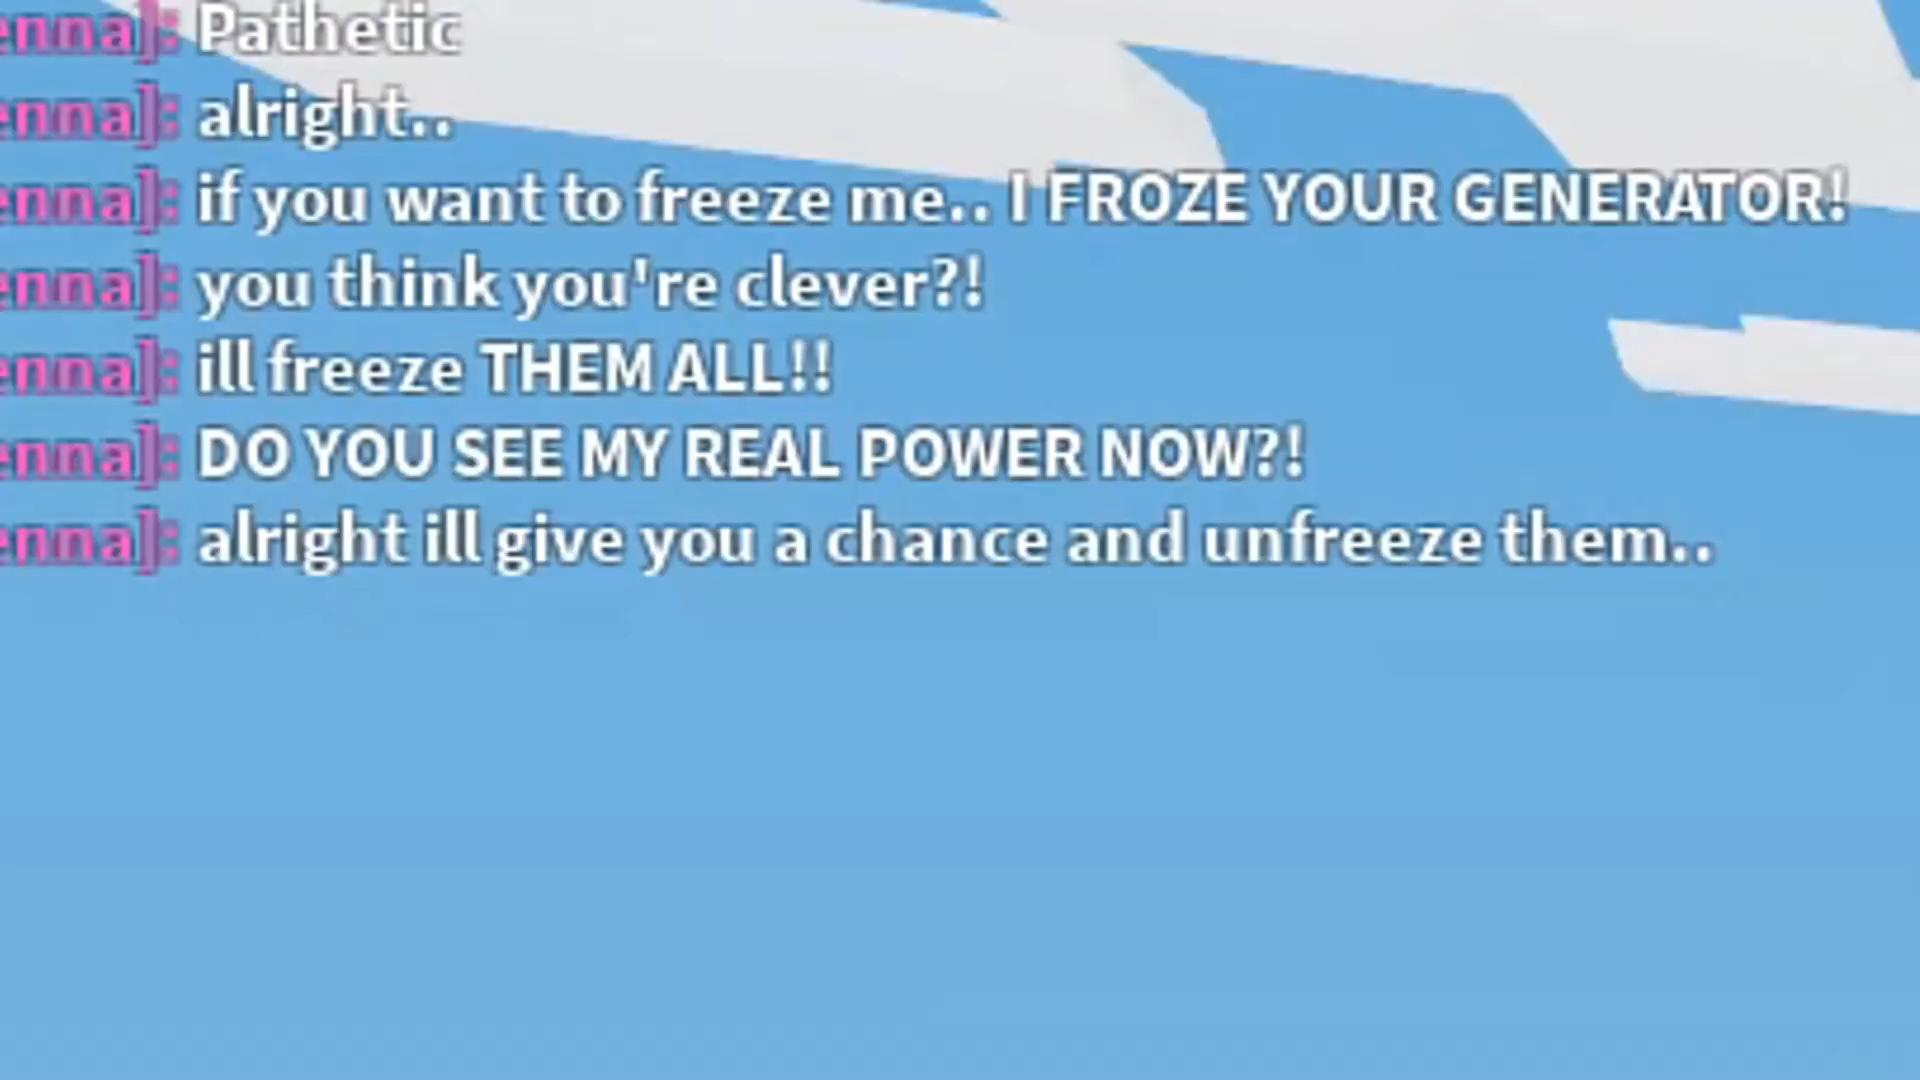 enna]: Pathetic
enna]: alright..
enna]: if you want to freeze me.. I FROZE YOUR GENERATOR!
enna]: you think you're clever?!
enna]: ill freeze THEM ALL!!
enna]: DO YOU SEE MY REAL POWER NOW?!
enna]: alright ill give you a chance and unfreeze them..